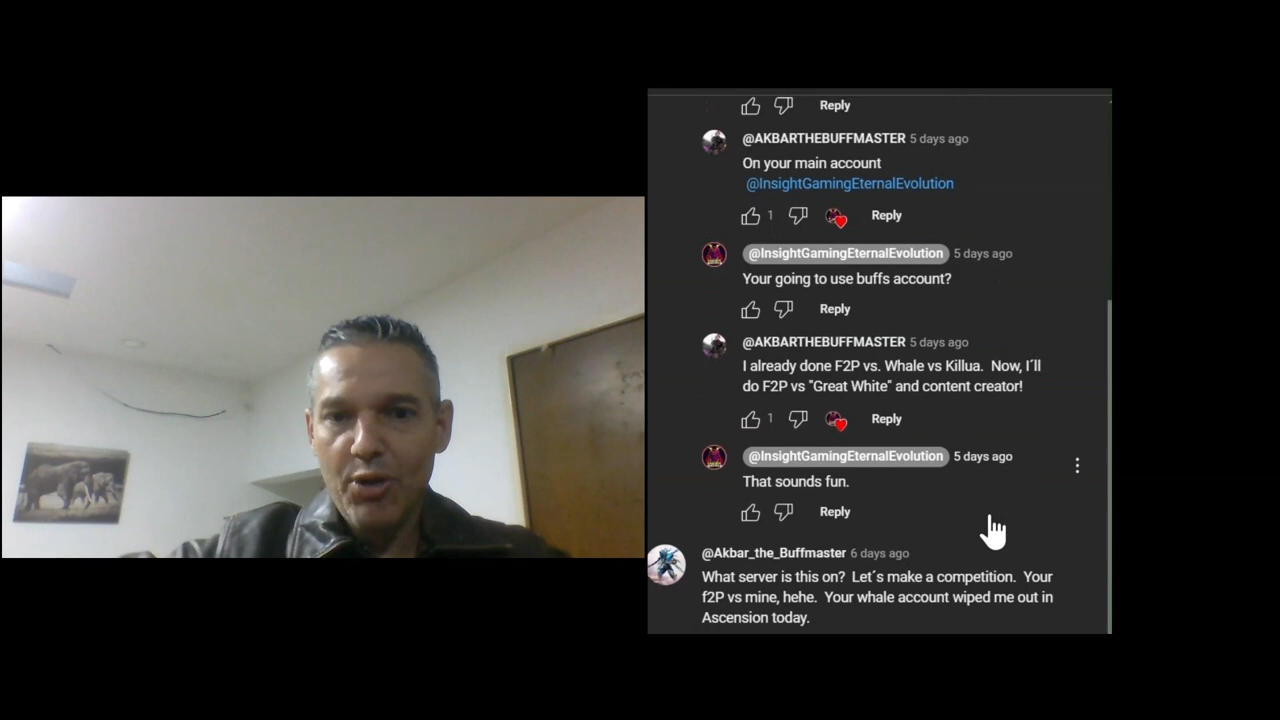 Reply
@AKBARTHEBUFFMASTER 5 days ago
On your main account
@InsightGamingEternalEvolution
1 Reply
@InsightGamingEternalEvolution 5 days ago
Your going to use buffs account?
Reply
@AKBARTHEBUFFMASTER 5 days ago
I already done F2P vs. Whale vs Killua. Now, I´ll
do F2P vs "Great White" and content creator!
1 Reply
@InsightGamingEternalEvolution 5 days ago
That sounds fun.
Reply
@Akbar_the_Buffmaster 6 days ago
What server is this on? Let´s make a competition. Your
f2P vs mine, hehe. Your whale account wiped me out in
Ascension today.